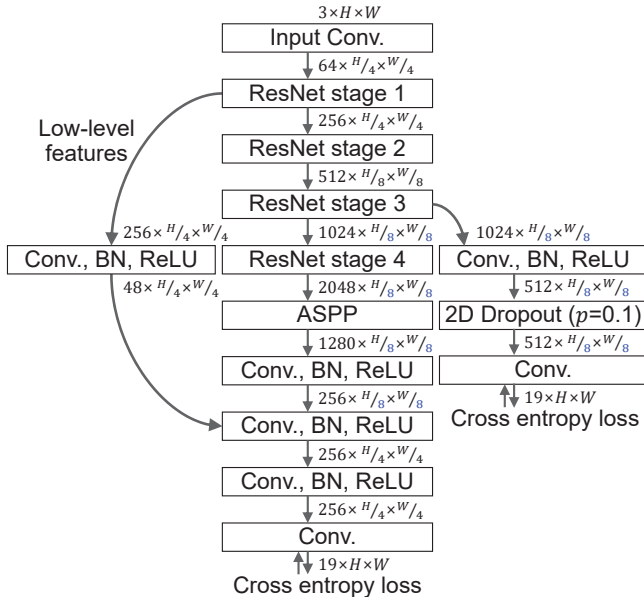 3×H×W
Input Conv.
64× H/4×W/4
ResNet stage 1
256× H/4×W/4
ResNet stage 2
512× H/8×W/8
ResNet stage 3
1024× H/8×W/8
ResNet stage 4
2048× H/8×W/8
ASPP
1280× H/8×W/8
Conv., BN, ReLU
256× H/8×W/8
Conv., BN, ReLU
256× H/4×W/4
Conv., BN, ReLU
256× H/4×W/4
Conv.
19×H×W
Cross entropy loss
Low-level
features
256× H/4×W/4
Conv., BN, ReLU
48× H/4×W/4
1024× H/8×W/8
Conv., BN, ReLU
512× H/8×W/8
2D Dropout (p=0.1)
512× H/8×W/8
Conv.
19×H×W
Cross entropy loss